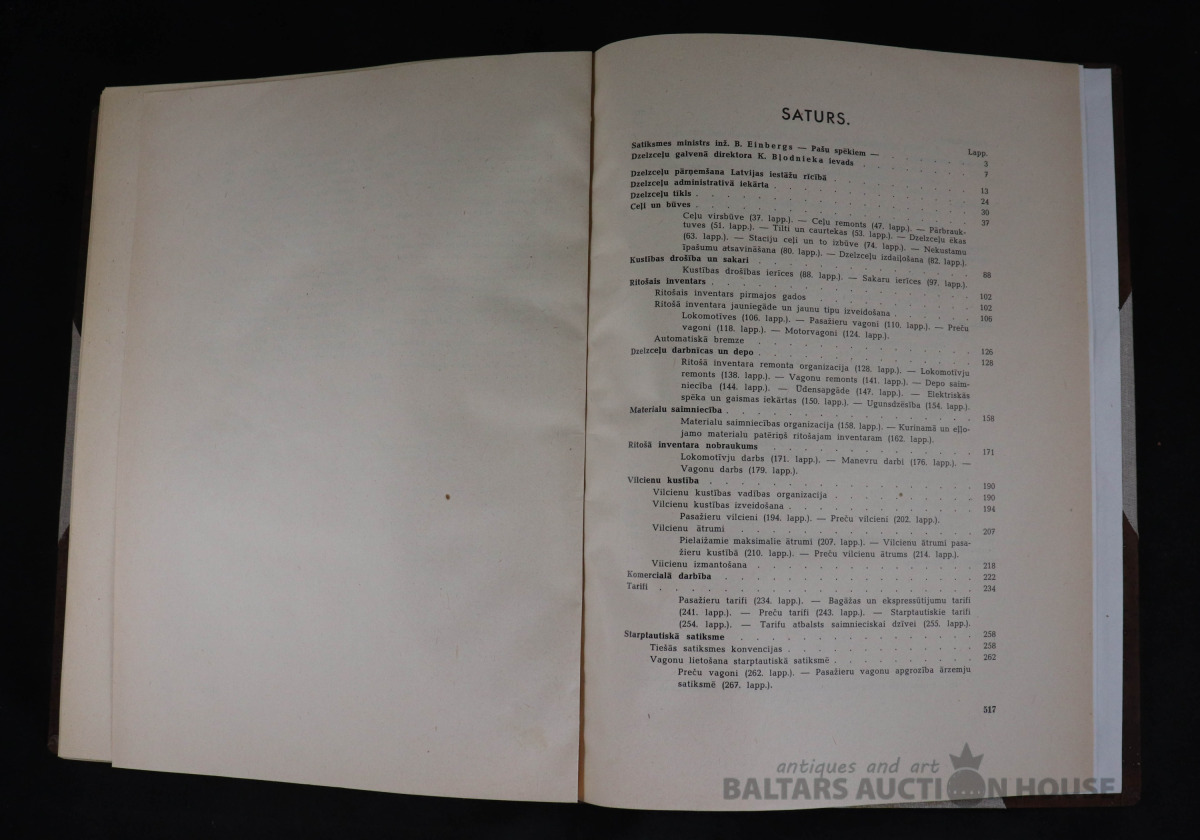 SATURS.
Lapp.
Satiksmes ministrs inž. B. Einbergs — Pašu spēkiem — . . . . . . . 3
Dzelzceļu galvenā direktora K. Bļodnieka ievads . . . . . . . 7
Dzelzceļu pārņemšana Latvijas iestāžu rīcībā . . . . . . . 13
Dzelzceļu administratīvā iekārta . . . . . . . 24
Dzelzceļu tīkls . . . . . . . 30
Ceļi un būves . . . . . . . 37
Ceļu virsbūve (37. lapp.). — Ceļu remonts (47. lapp.). — Pārbrauk-
tuves (51. lapp.). — Tilti un caurtekas (53. lapp.). — Dzelzceļu ēkas
(63. lapp.). — Staciju ceļi un to izbūve (74. lapp.). — Nekustamu
īpašumu atsavināšana (80. lapp.). — Dzelzceļu izdaiļošana (82. lapp.).
Kustības drošība un sakari . . . . . . . 88
Kustības drošības ierīces (88. lapp.). — Sakaru ierīces (97. lapp.).
Ritošais inventars . . . . . . . 102
Ritošais inventars pirmajos gados . . . . . . . 102
Ritošā inventara jauniegāde un jaunu tipu izveidošana . . . . . . . 106
Lokomotīves (106. lapp.). — Pasažieru vagoni (110. lapp.). — Preču
vagoni (118. lapp.). — Motorvagoni (124. lapp.).
Automatiskā bremze . . . . . . . 126
Dzelzceļu darbnīcas un depo . . . . . . . 128
Ritošā inventara remonta organizacija (128. lapp.). — Lokomotīvju
remonts (138. lapp.). — Vagonu remonts (141. lapp.). — Depo saim-
niecība (144. lapp.). — Ūdensapgāde (147. lapp.). — Elektriskās
spēka un gaismas iekārtas (150. lapp.). — Ugunsdzēsība (154. lapp.).
Materialu saimniecība . . . . . . . 158
Materialu saimniecības organizacija (158. lapp.). — Kurināmā un eļļo-
jamo materialu patēriņš ritošajam inventaram (162. lapp.).
Ritošā inventara nobraukums . . . . . . . 171
Lokomotīvju darbs (171. lapp.). — Manevru darbi (176. lapp.). —
Vagonu darbs (179. lapp.).
Vilcienu kustība . . . . . . . 190
Vilcienu kustības vadības organizacija . . . . . . . 190
Vilcienu kustības izveidošana . . . . . . . 194
Pasažieru vilcieni (194. lapp.). — Preču vilcieni (202. lapp.).
Vilcienu ātrumi . . . . . . . 207
Pielaižamie maksimalie ātrumi (207. lapp.). — Vilcienu ātrumi pasa-
žieru kustībā (210. lapp.). — Preču vilcienu ātrums (214. lapp.).
Vilcienu izmantošana . . . . . . . 218
Komerciālā darbība . . . . . . . 222
Tarifi . . . . . . . 234
Pasažieru tarifi (234. lapp.). — Bagāžas un ekspressūtījumu tarifi
(241. lapp.). — Preču tarifi (243. lapp.). — Starptautiskie tarifi
(254. lapp.). — Tarifu atbalsts saimnieciskai dzīvei (255. lapp.).
Starptautiskā satiksme . . . . . . . 258
Tiešās satiksmes konvencijas . . . . . . . 258
Vagonu lietošana starptautiskā satiksmē . . . . . . . 262
Preču vagoni (262. lapp.). — Pasažieru vagonu apgrozība ārzemju
satiksmē (267. lapp.).
517
antiques and art
BALTARS AUCTION HOUSE